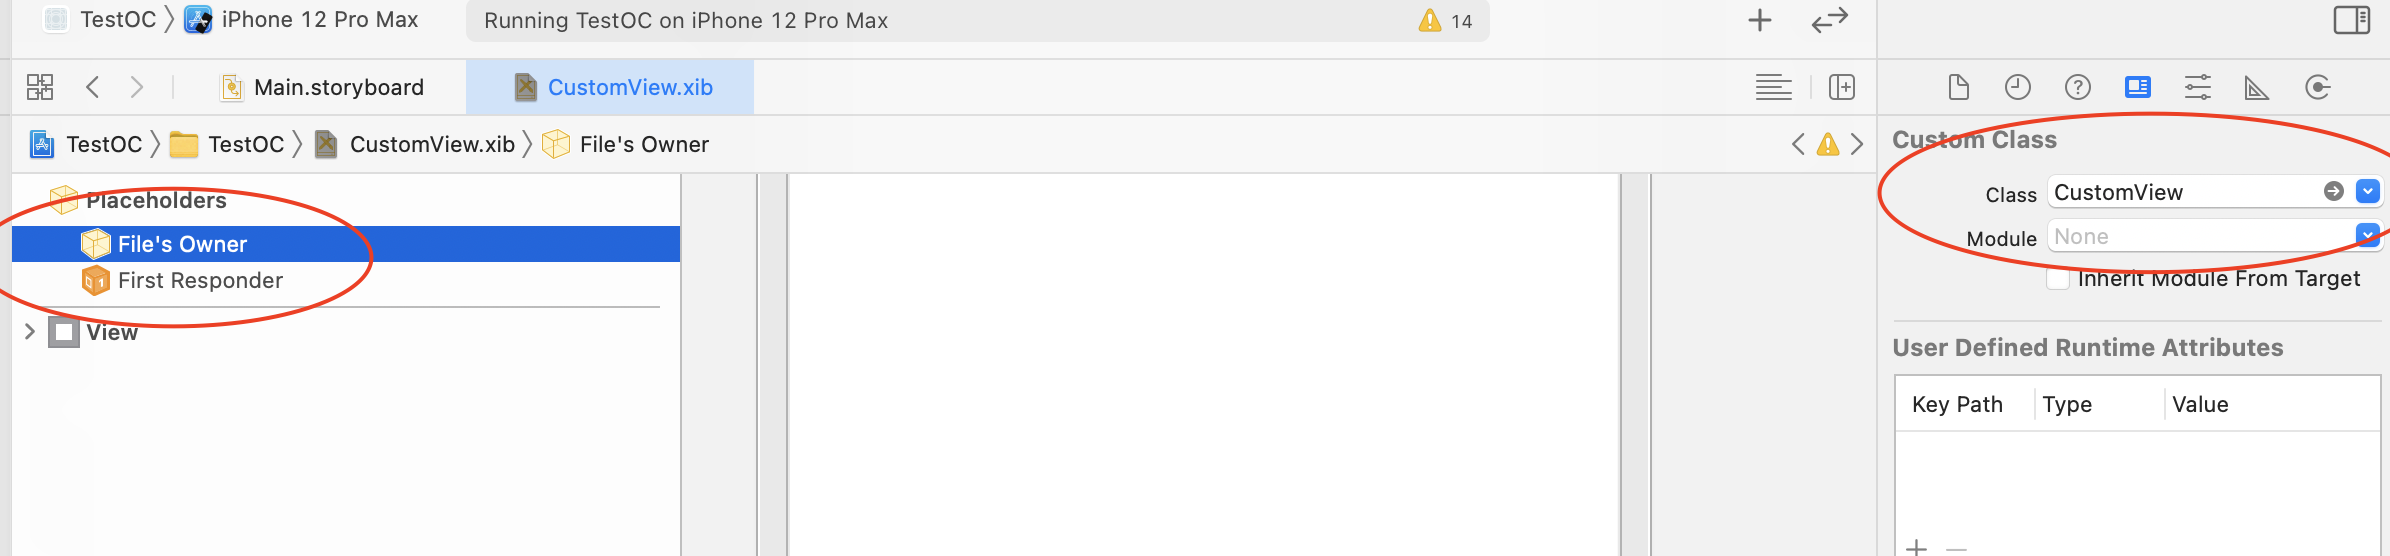 TestOC iPhone 12 Pro Max Running TestOC on iPhone 12 Pro Max 14
Main.storyboard CustomView.xib
TestOC TestOC CustomView.xib File's Owner
Placeholders
File's Owner
First Responder
View
Custom Class
Class CustomView
Module None
Inherit Module From Target
User Defined Runtime Attributes
Key Path Type Value